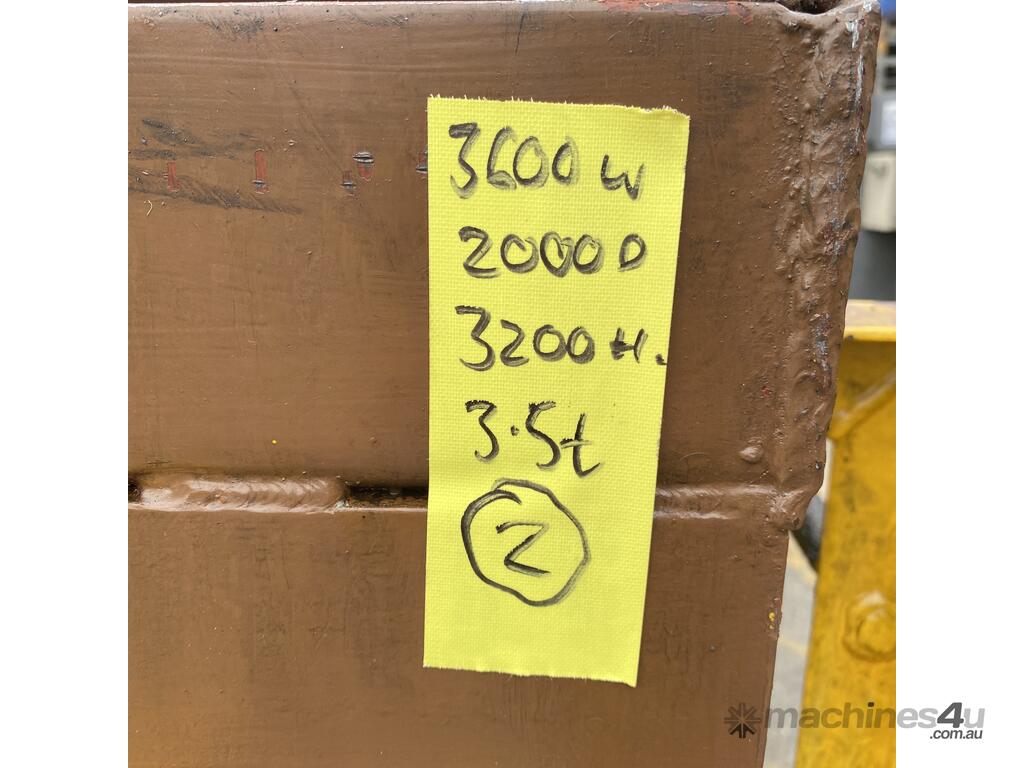 3600 W
2000 D
3200 H.
3.5t
2
machines4u
.com.au